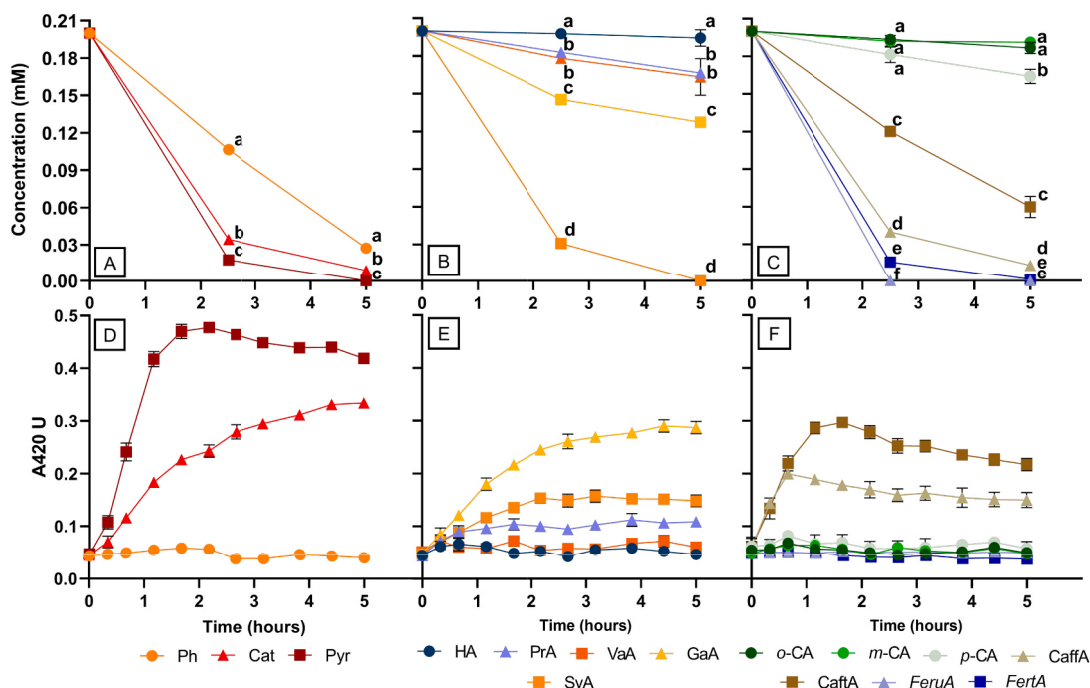 Concentration (mM)
0.21
0.18
0.15
0.12
0.09
0.06
0.03
0.00
A
a
b
c
a
b
c
0 1 2 3 4 5
B
a
b
b
c
d
a
b
b
c
d
0 1 2 3 4 5
C
a
a
a
c
d
e
f
a
a
b
c
d
e
c
0 1 2 3 4 5
A420 U
0.5
0.4
0.3
0.2
0.1
0.0
D
0 1 2 3 4 5
Time (hours)
E
0 1 2 3 4 5
Time (hours)
F
0 1 2 3 4 5
Time (hours)
Ph Cat Pyr
HA PrA VaA GaA
SyA
o-CA m-CA p-CA CaffA
CaftA FeruA FertA